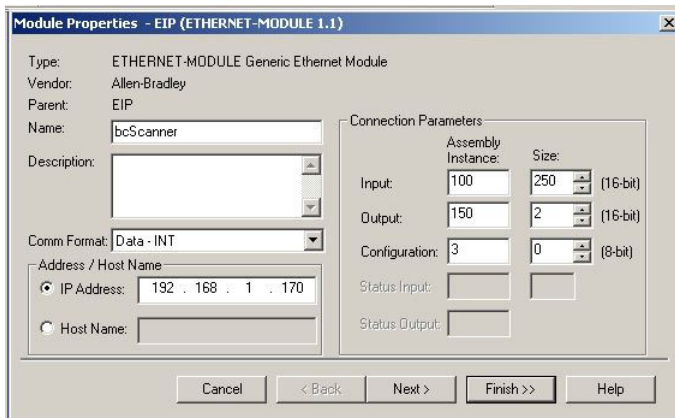 Module Properties - EIP (ETHERNET-MODULE 1.1)
Type: ETHERNET-MODULE Generic Ethernet Module
Vendor: Allen-Bradley
Parent: EIP
Name: bcScanner
Description:
Comm Format: Data - INT
Address / Host Name
IP Address: 192 . 168 . 1 . 170
Host Name:
Connection Parameters
Assembly
Instance: Size:
Input: 100 250 (16-bit)
Output: 150 2 (16-bit)
Configuration: 3 0 (8-bit)
Status Input:
Status Output:
Cancel < Back Next > Finish >> Help